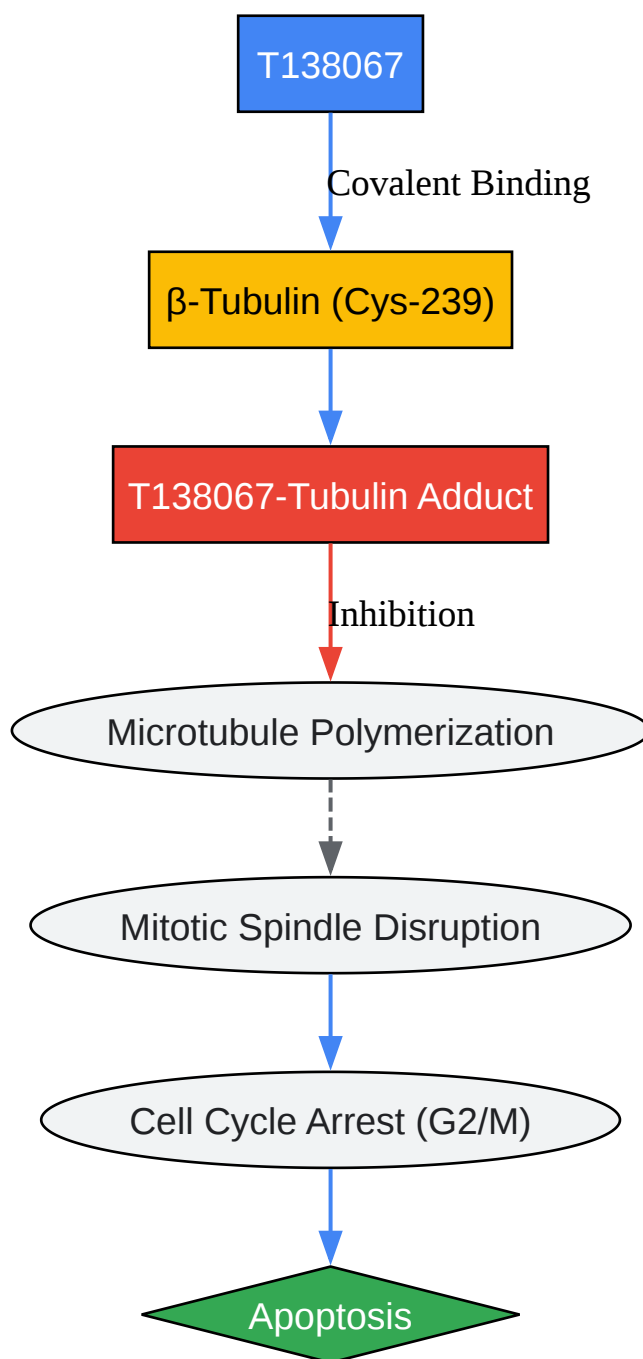 T138067
Covalent Binding
β-Tubulin (Cys-239)
T138067-Tubulin Adduct
Inhibition
Microtubule Polymerization
Mitotic Spindle Disruption
Cell Cycle Arrest (G2/M)
Apoptosis